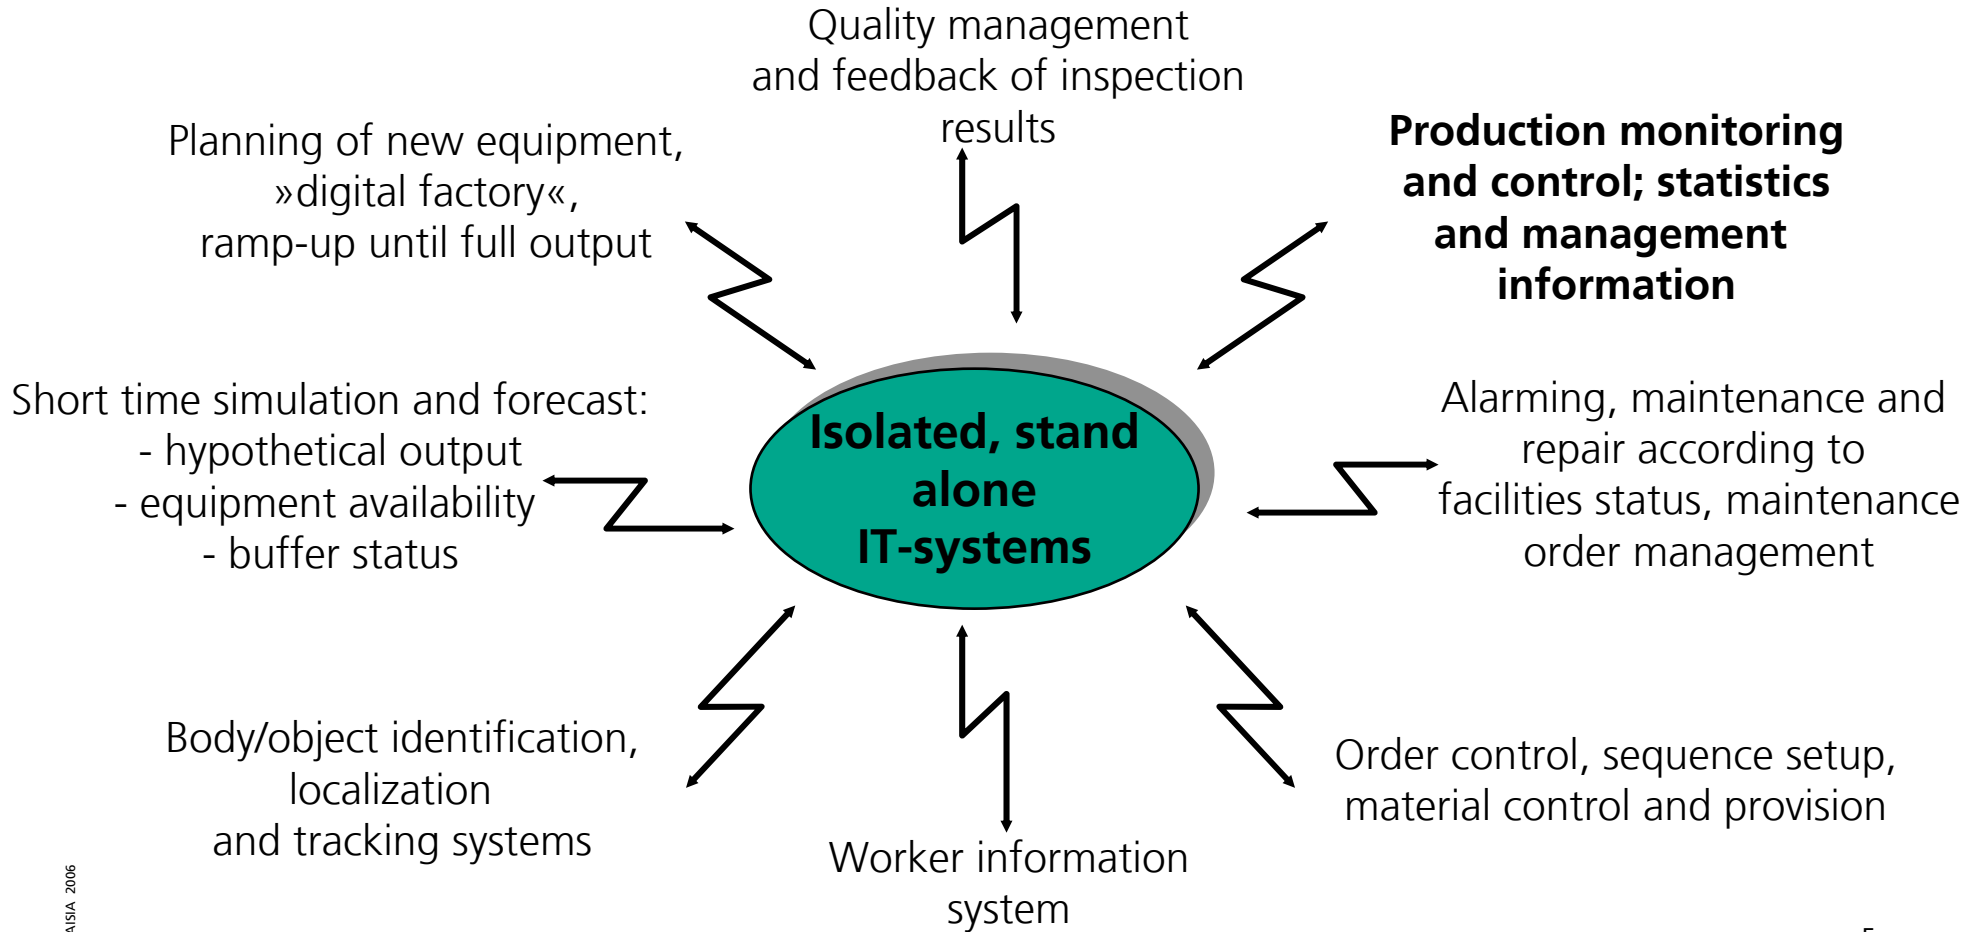 Quality management
and feedback of inspection
results
Planning of new equipment,
»digital factory«,
ramp-up until full output
Production monitoring
and control; statistics
and management
information
Short time simulation and forecast:
- hypothetical output
- equipment availability
- buffer status
Isolated, stand
alone
IT-systems
Alarming, maintenance and
repair according to
facilities status, maintenance
order management
Body/object identification,
localization
and tracking systems
Worker information
system
Order control, sequence setup,
material control and provision
AISIA 2006